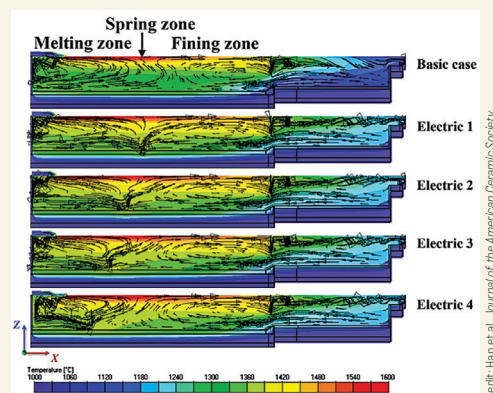 Spring zone
Melting zone
Fining zone
Basic case
Electric 1
Electric 2
Electric 3
Electric 4
Z
X
Temperature [°C]
1000 1060 1120 1180 1240 1300 1360 1420 1480 1540 1600
edit: Han et al., Journal of the American Ceramic Society